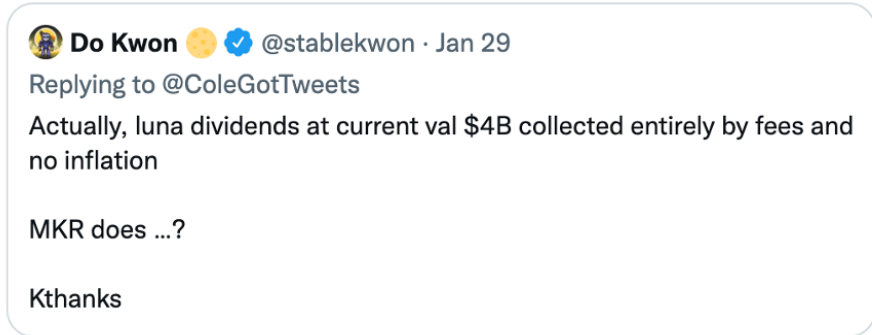 Do Kwon 🌕 @stablekwon · Jan 29
Replying to @ColeGotTweets
Actually, luna dividends at current val $4B collected entirely by fees and
no inflation
MKR does ...?
Kthanks